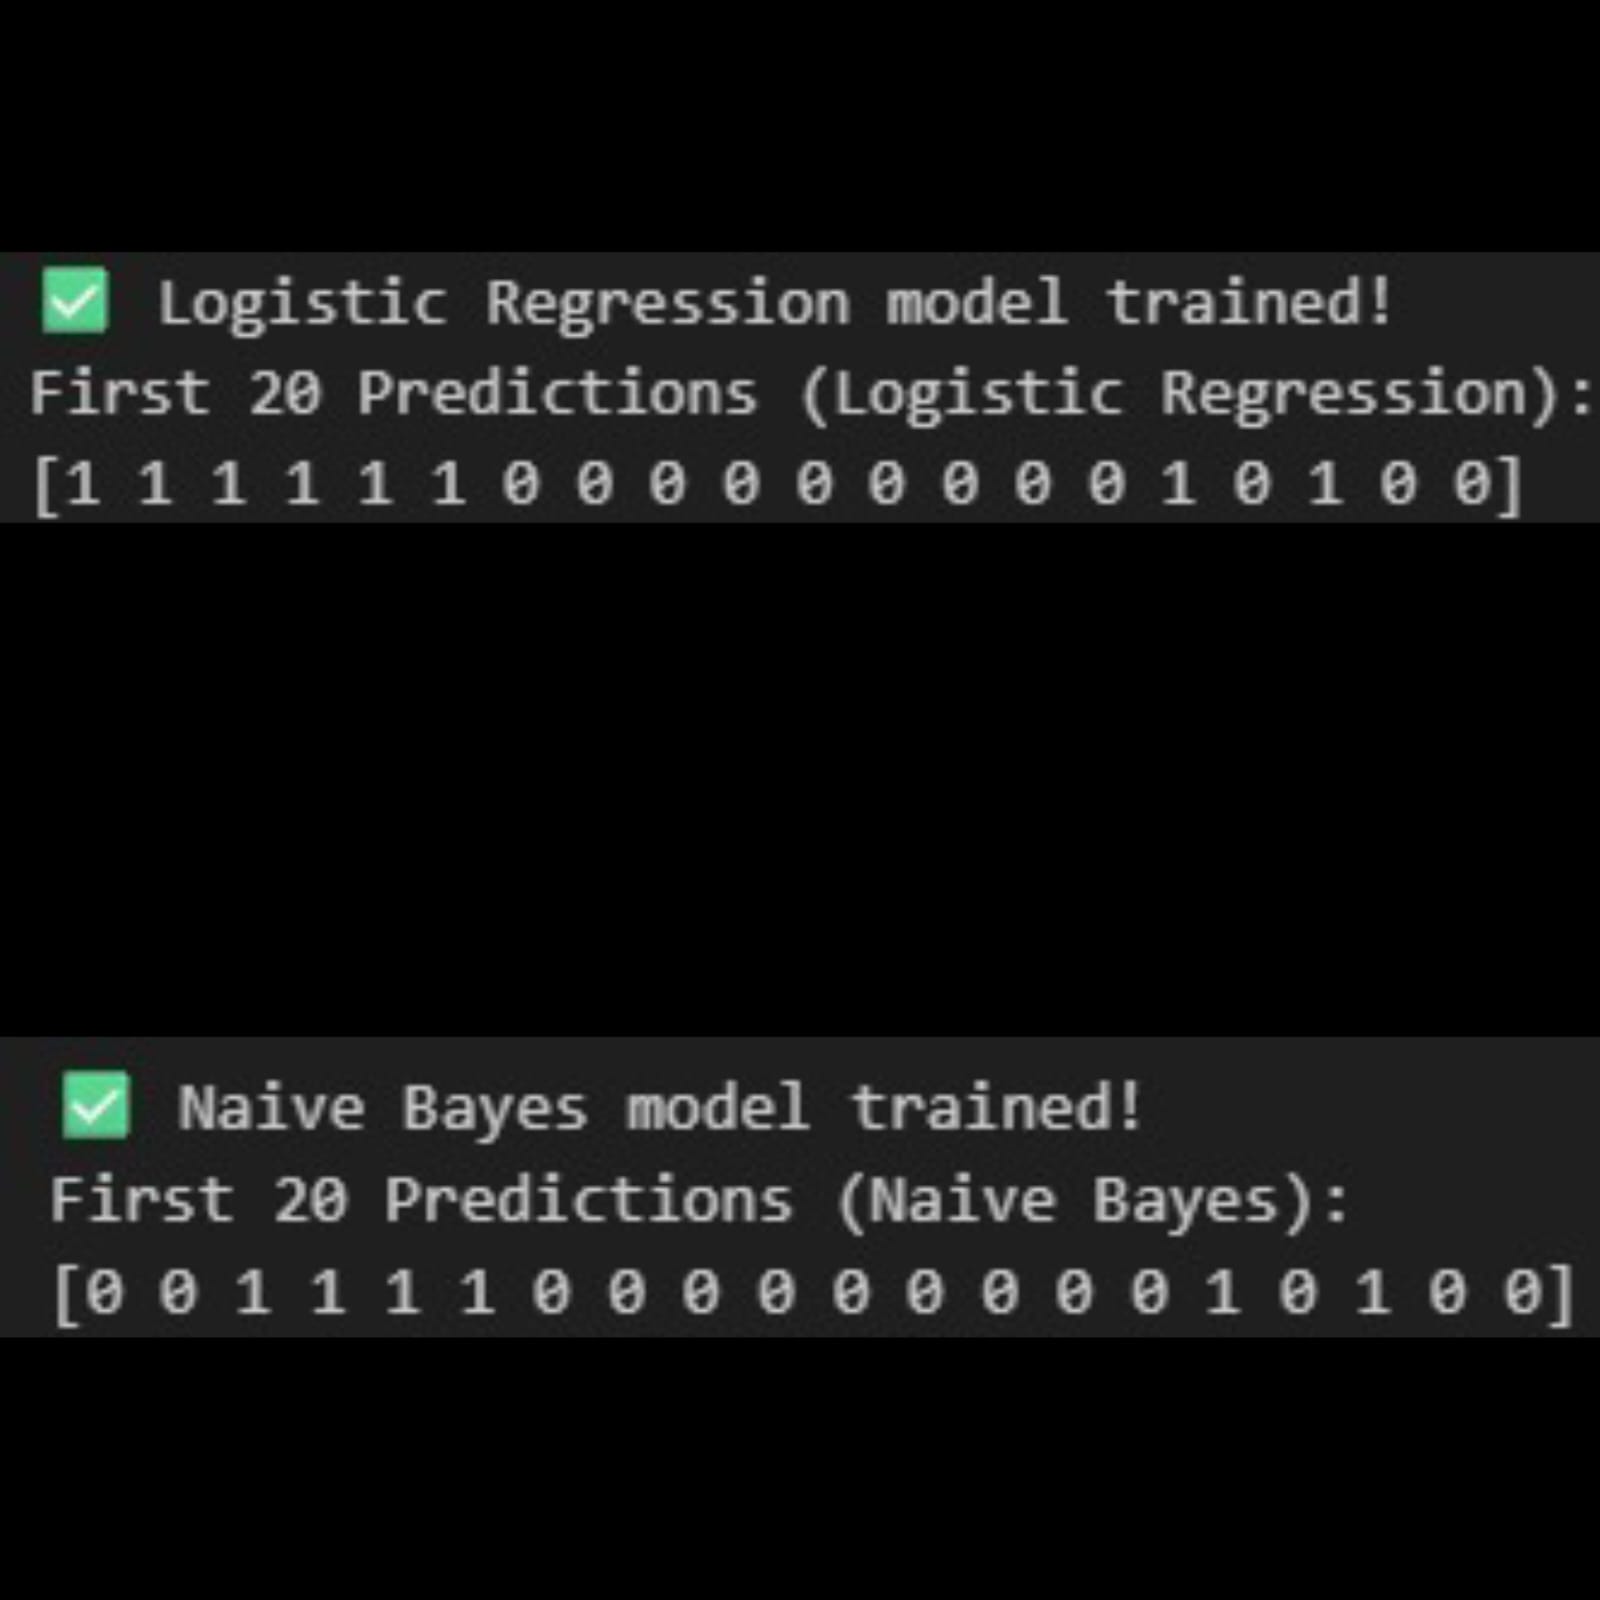 ✅ Logistic Regression model trained!
First 20 Predictions (Logistic Regression):
[1 1 1 1 1 1 0 0 0 0 0 0 0 0 0 1 0 1 0 0]
✅ Naive Bayes model trained!
First 20 Predictions (Naive Bayes):
[0 0 1 1 1 1 0 0 0 0 0 0 0 0 0 1 0 1 0 0]